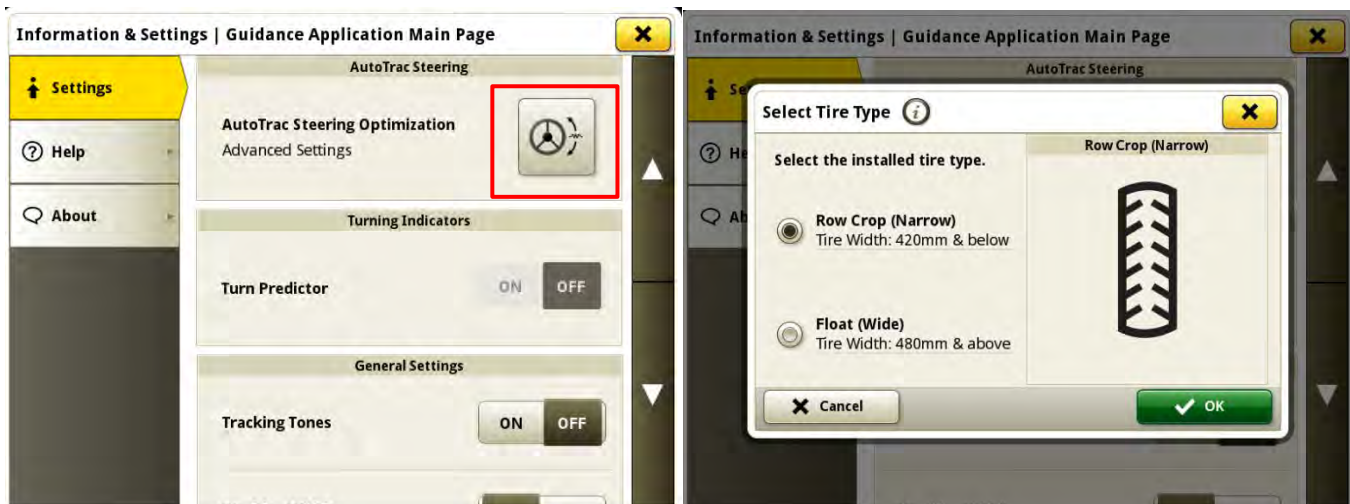 Information & Settings | Guidance Application Main Page
Settings
Help
About
AutoTrac Steering
AutoTrac Steering Optimization
Advanced Settings
Turning Indicators
Turn Predictor
ON OFF
General Settings
Tracking Tones
ON OFF
Information & Settings | Guidance Application Main Page
AutoTrac Steering
Select Tire Type
Select the installed tire type.
Row Crop (Narrow)
Tire Width: 420mm & below
Float (Wide)
Tire Width: 480mm & above
Row Crop (Narrow)
Cancel
OK